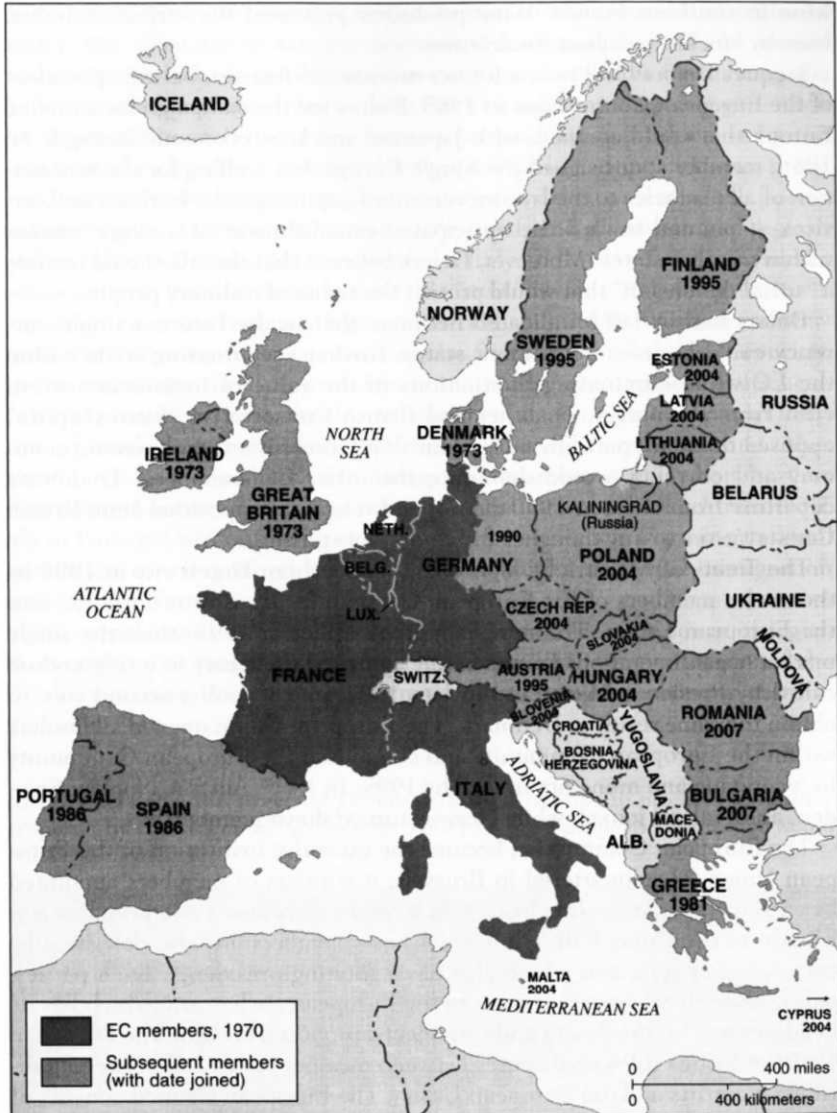 ICELAND
NORWAY
FINLAND
1995
SWEDEN
1995
ESTONIA
2004
LATVIA
2004
LITHUANIA
2004
RUSSIA
BALTIC SEA
NORTH
SEA
DENMARK
1973
IRELAND
1973
GREAT
BRITAIN
1973
BELARUS
KALININGRAD
(Russia)
NETH.
1990
GERMANY
POLAND
2004
BELG.
ATLANTIC
OCEAN
LUX.
CZECH REP.
2004
UKRAINE
SLOVAKIA
2004
MOLDOVA
FRANCE
SWITZ.
AUSTRIA
1995
HUNGARY
2004
SLOVENIA
2004
ROMANIA
2007
CROATIA
BOSNIA-
HERZEGOVINA
YUGOSLAVIA
PORTUGAL
1986
SPAIN
1986
ITALY
ADRIATIC SEA
BULGARIA
2007
MACE-
DONIA
ALB.
GREECE
1981
MALTA
2004
MEDITERRANEAN SEA
CYPRUS
2004
EC members, 1970
Subsequent members
(with date joined)
0 400 miles
0 400 kilometers